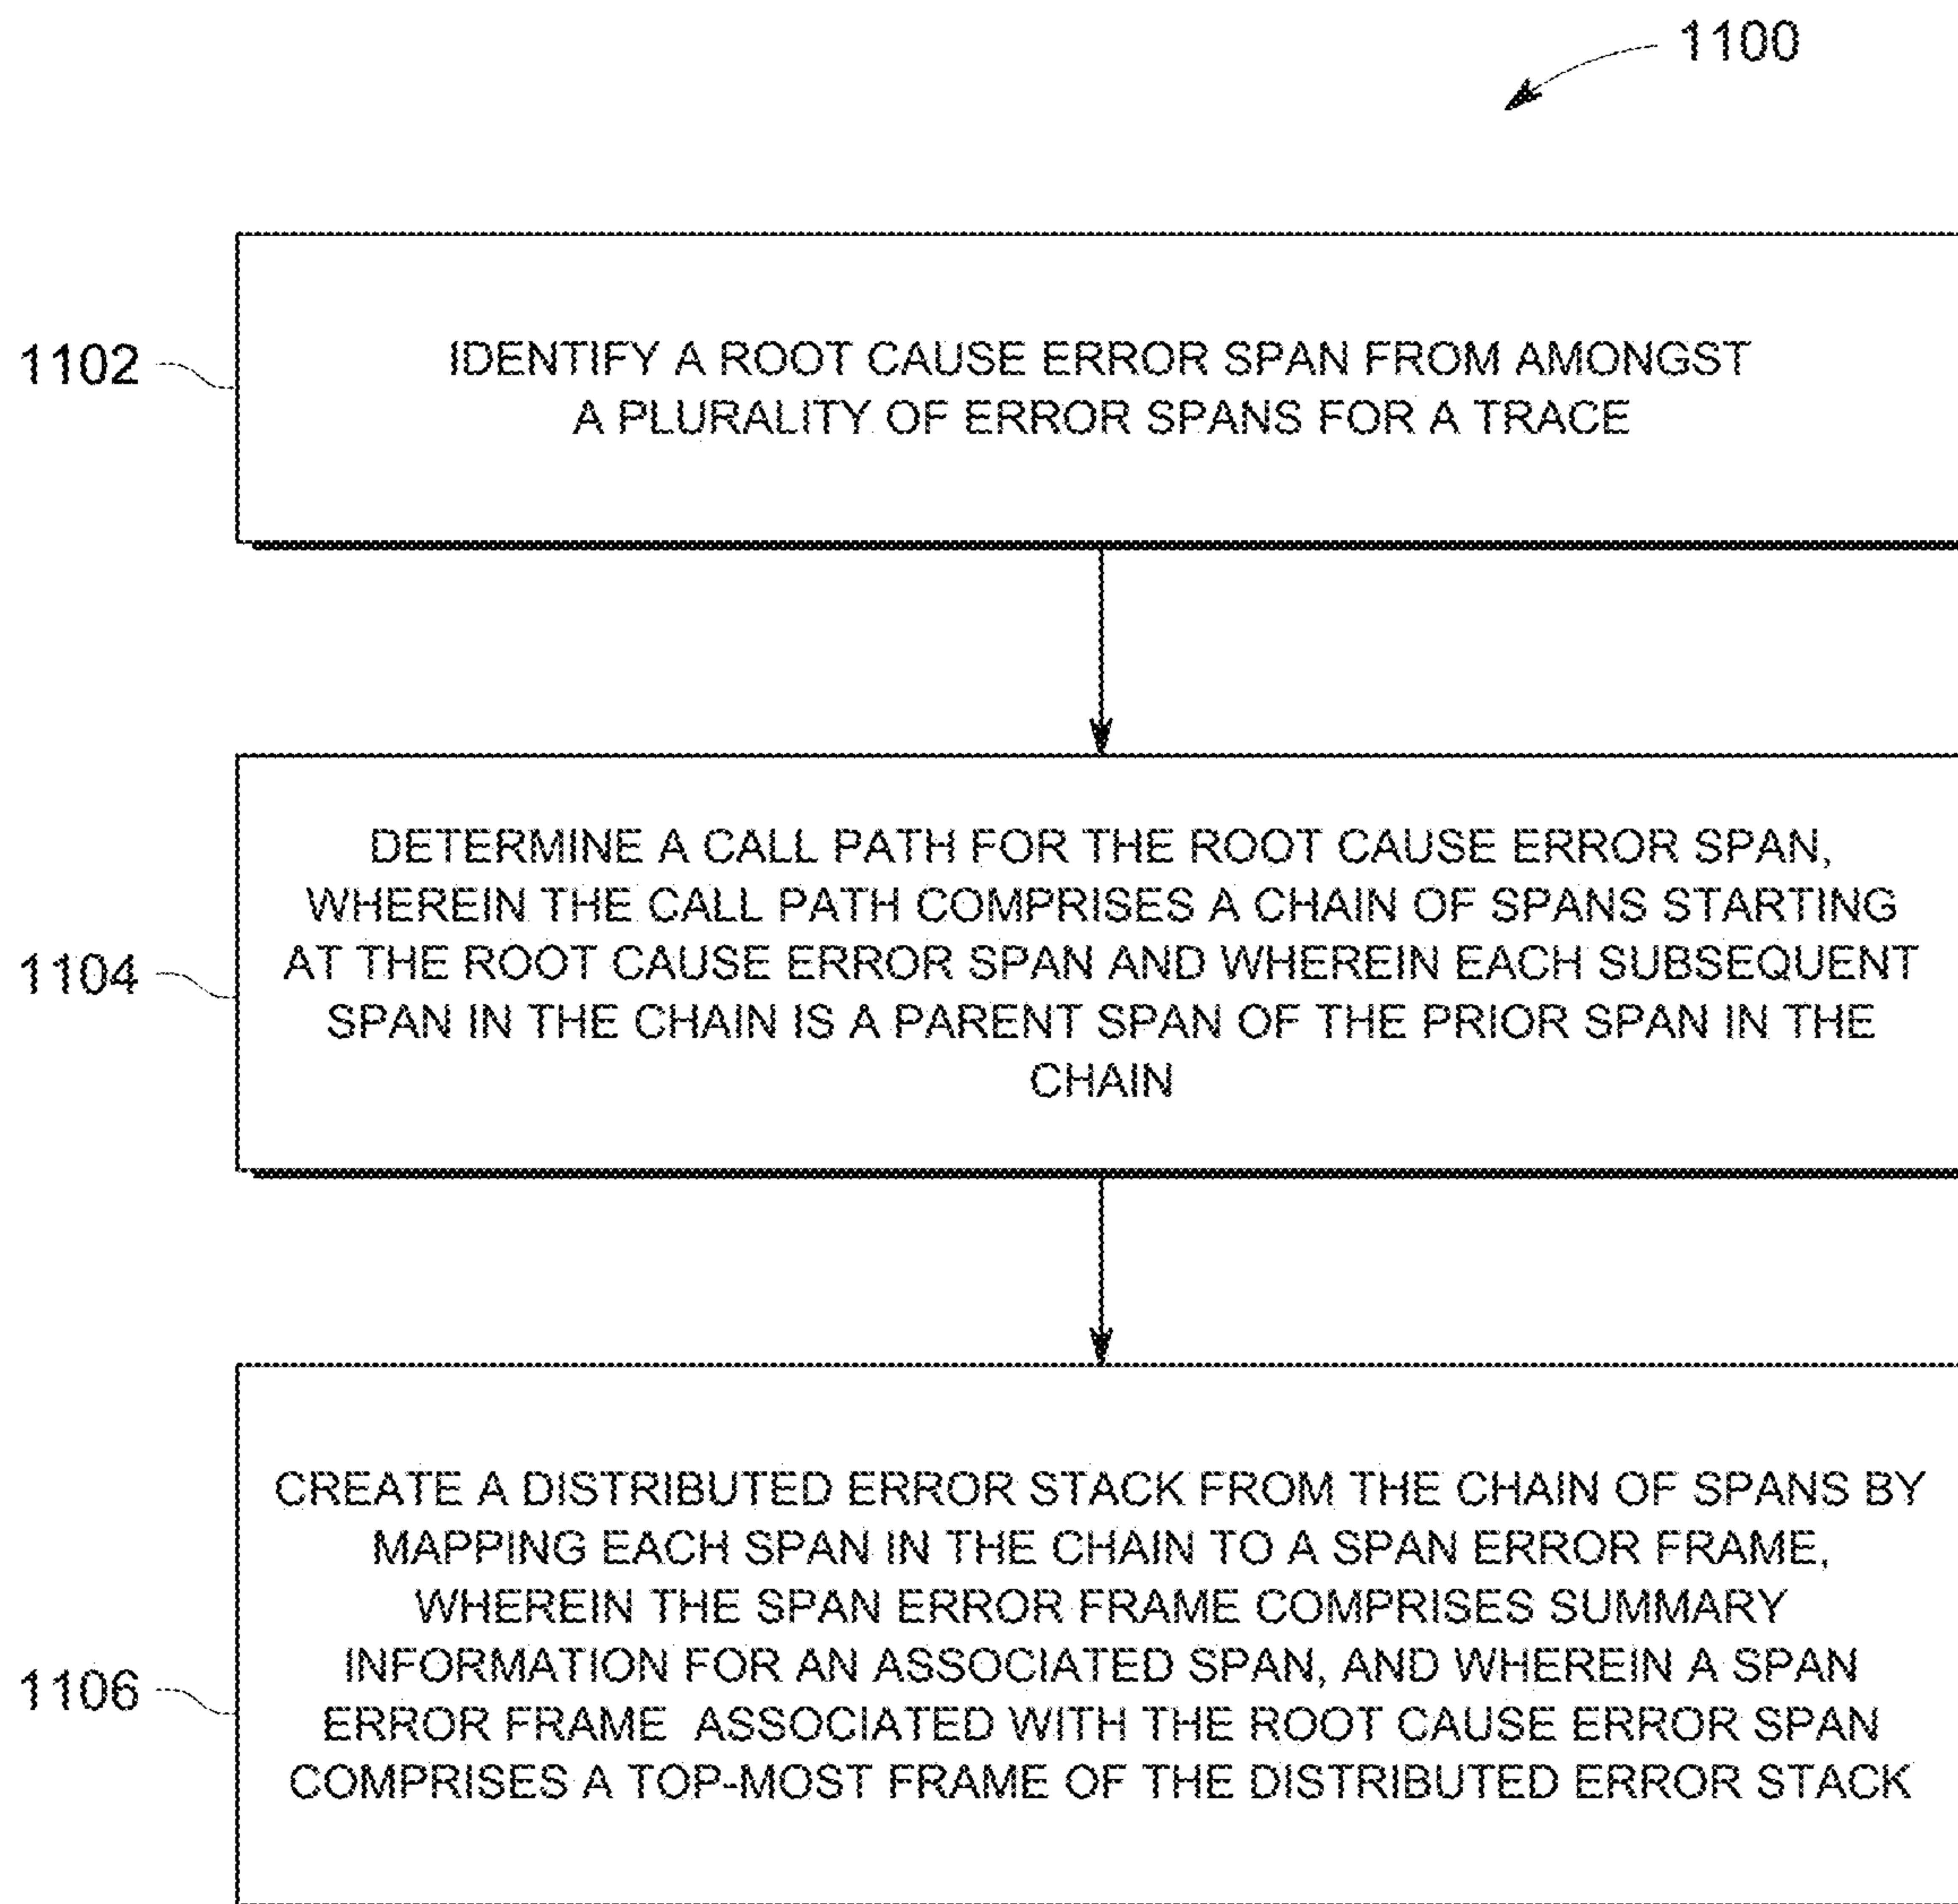 1100
1102
IDENTIFY A ROOT CAUSE ERROR SPAN FROM AMONGST
A PLURALITY OF ERROR SPANS FOR A TRACE
1104
DETERMINE A CALL PATH FOR THE ROOT CAUSE ERROR SPAN,
WHEREIN THE CALL PATH COMPRISES A CHAIN OF SPANS STARTING
AT THE ROOT CAUSE ERROR SPAN AND WHEREIN EACH SUBSEQUENT
SPAN IN THE CHAIN IS A PARENT SPAN OF THE PRIOR SPAN IN THE
CHAIN
1106
CREATE A DISTRIBUTED ERROR STACK FROM THE CHAIN OF SPANS BY
MAPPING EACH SPAN IN THE CHAIN TO A SPAN ERROR FRAME,
WHEREIN THE SPAN ERROR FRAME COMPRISES SUMMARY
INFORMATION FOR AN ASSOCIATED SPAN, AND WHEREIN A SPAN
ERROR FRAME ASSOCIATED WITH THE ROOT CAUSE ERROR SPAN
COMPRISES A TOP-MOST FRAME OF THE DISTRIBUTED ERROR STACK